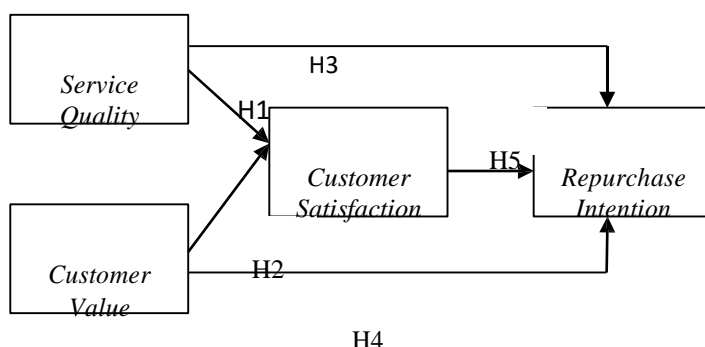 H3
Service
Quality
H1
Customer
Satisfaction
H5
Repurchase
Intention
Customer
Value
H2
H4